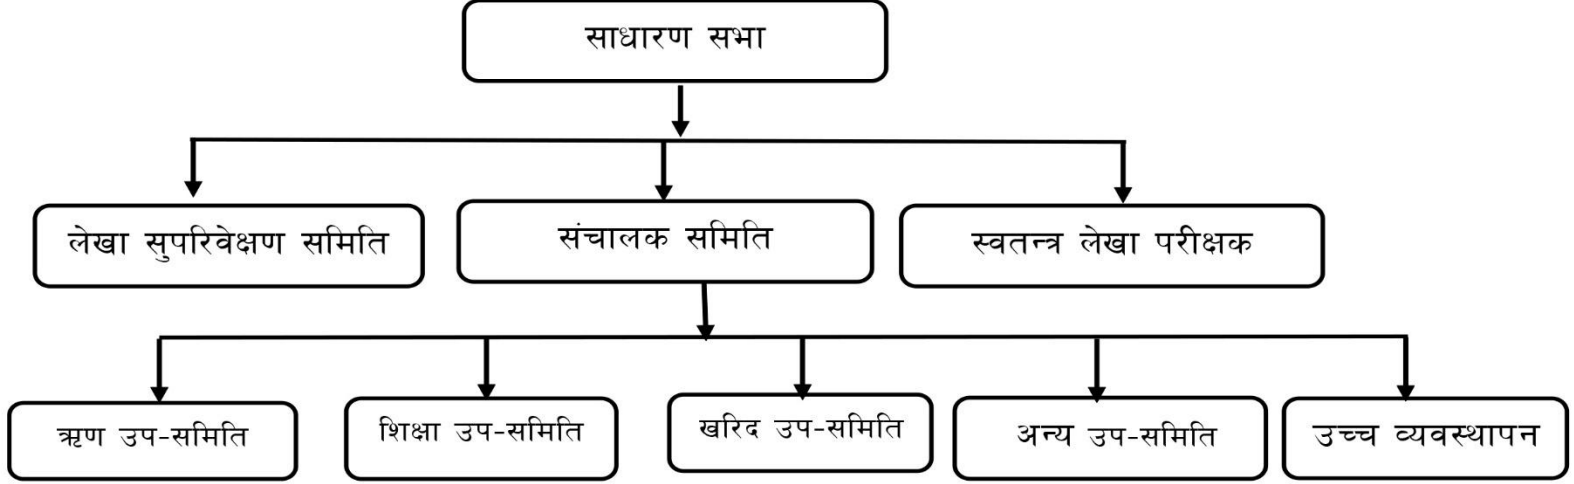 साधारण सभा
लेखा सुपरिवेक्षण समिति
संचालक समिति
स्वतन्त्र लेखा परीक्षक
ऋण उप-समिति
शिक्षा उप-समिति
खरिद उप-समिति
अन्य उप-समिति
उच्च व्यवस्थापन